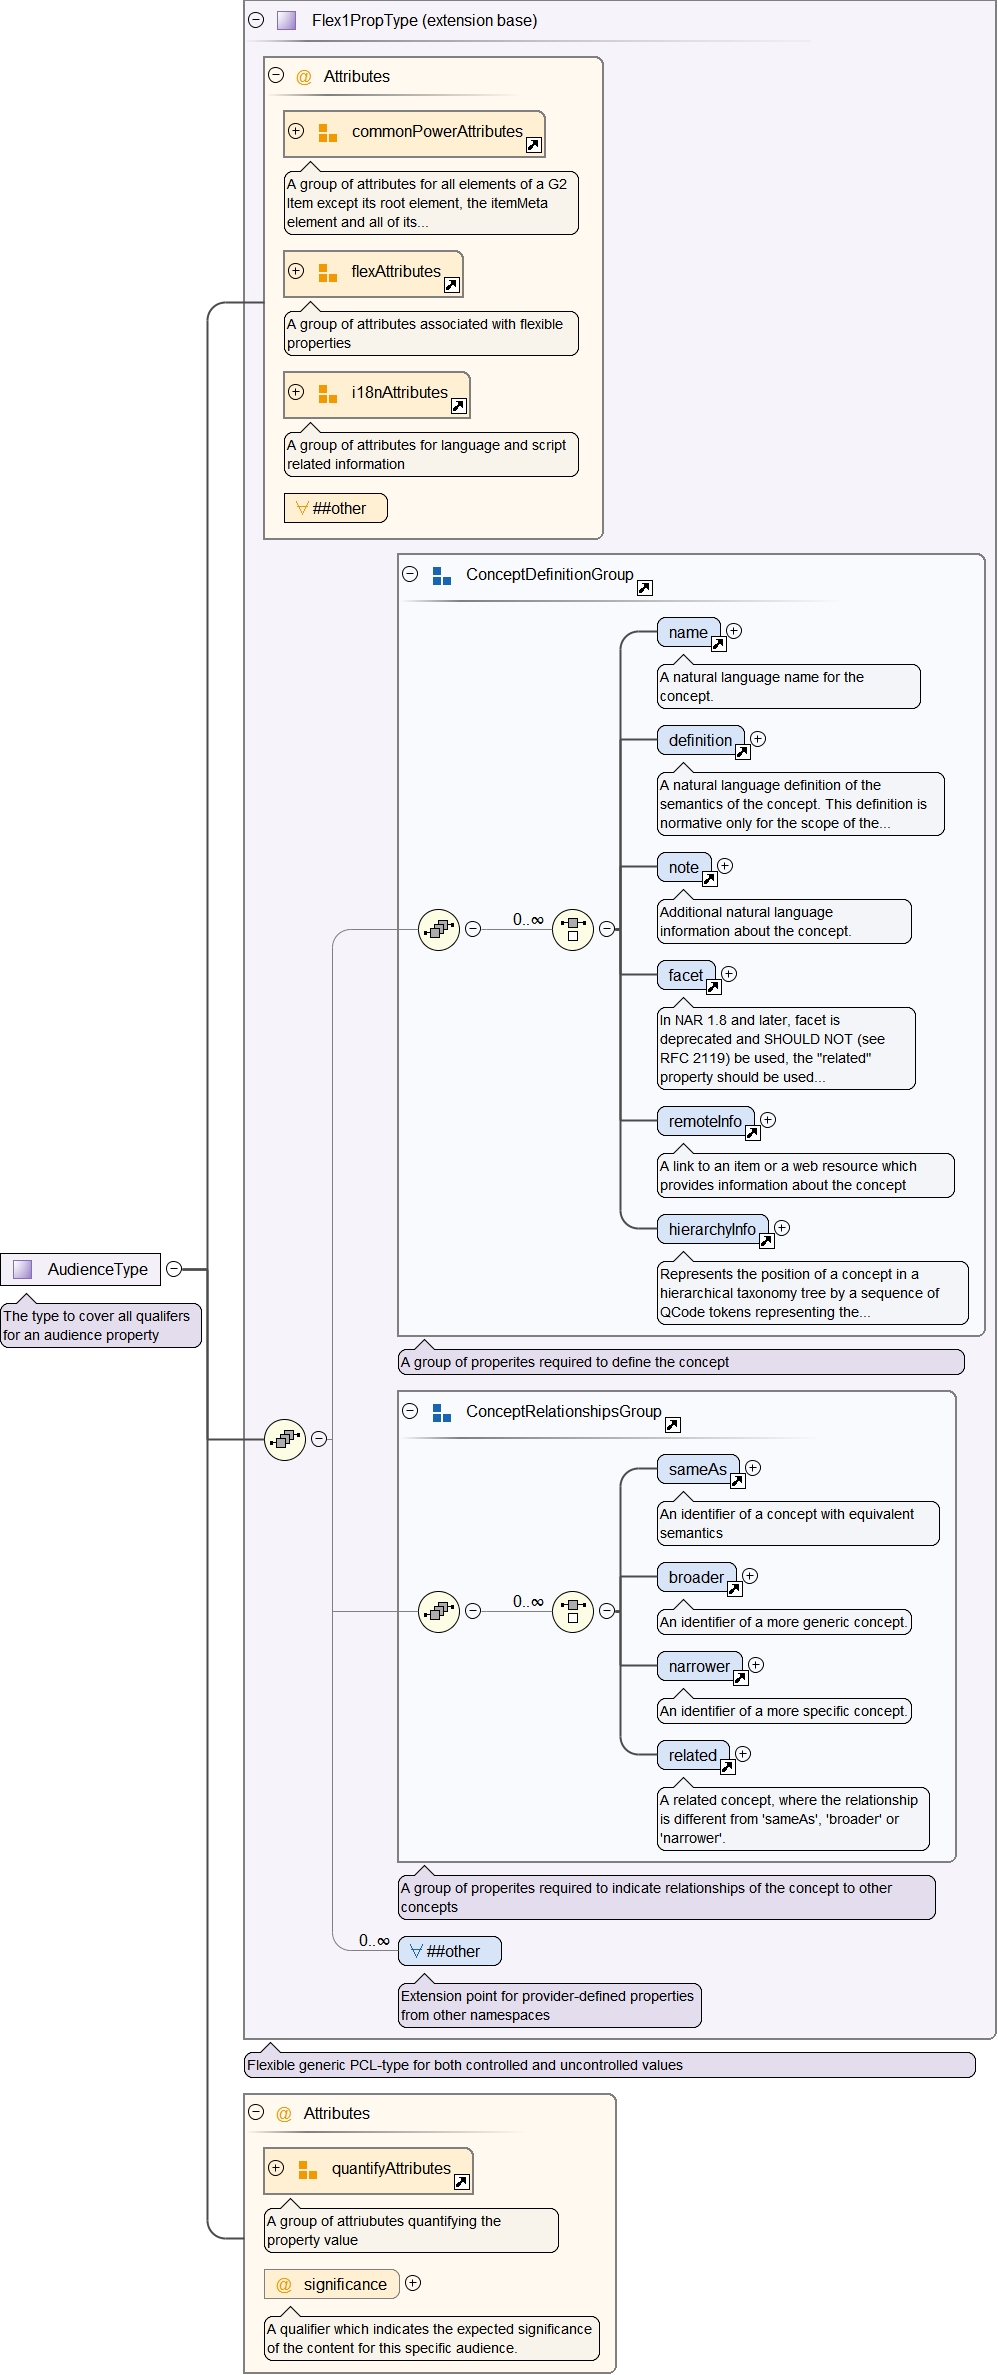 Flex1PropType (extension base)
@ Attributes
commonPowerAttributes
A group of attributes for all elements of a G2
Item except its root element, the itemMeta
element and all of its...
flexAttributes
A group of attributes associated with flexible
properties
i18nAttributes
A group of attributes for language and script
related information
∀ ##other
ConceptDefinitionGroup
name
A natural language name for the
concept.
definition
A natural language definition of the
semantics of the concept. This definition is
normative only for the scope of the...
note
Additional natural language
information about the concept.
0..∞
facet
In NAR 1.8 and later, facet is
deprecated and SHOULD NOT (see
RFC 2119) be used, the "related"
property should be used...
remoteInfo
A link to an item or a web resource which
provides information about the concept
hierarchyInfo
Represents the position of a concept in a
hierarchical taxonomy tree by a sequence of
QCode tokens representing the...
AudienceType
The type to cover all qualifers
for an audience property
A group of properites required to define the concept
ConceptRelationshipsGroup
sameAs
An identifier of a concept with equivalent
semantics
broader
0..∞
An identifier of a more generic concept.
narrower
An identifier of a more specific concept.
related
A related concept, where the relationship
is different from 'sameAs', 'broader' or
'narrower'.
A group of properites required to indicate relationships of the concept to other
concepts
0..∞
∀ ##other
Extension point for provider-defined properties
from other namespaces
Flexible generic PCL-type for both controlled and uncontrolled values
@ Attributes
quantifyAttributes
A group of attriubutes quantifying the
property value
@ significance
A qualifier which indicates the expected significance
of the content for this specific audience.